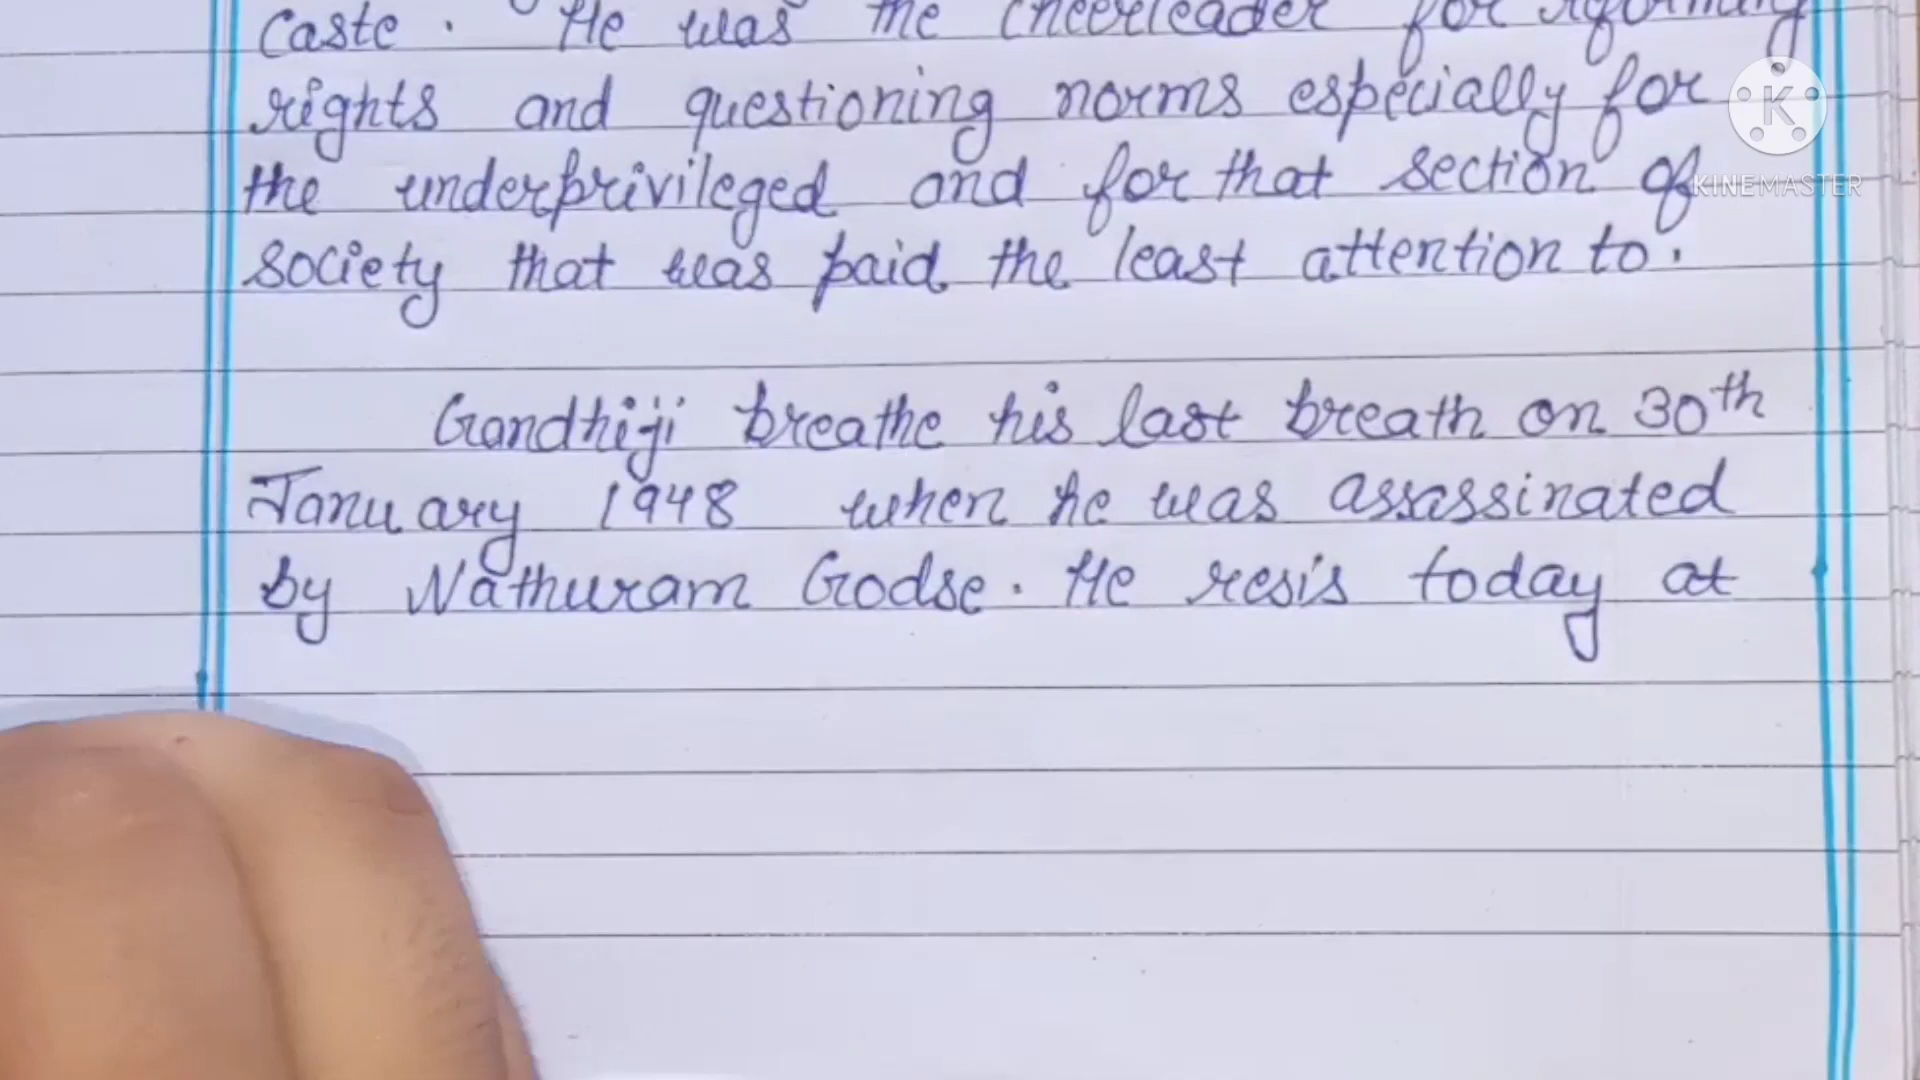 caste. He was the cheerleader for reforming
rights and questioning norms especially for
the underprivileged and for that section of
society that was paid the least attention to.
Gandhiji breathe his last breath on 30th
January 1948 when he was assassinated
by Nathuram Godse. He resis today at
K
KINEMASTER